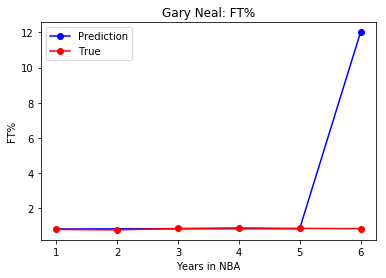 Gary Neal: FT%
Prediction
True
12
10
8
6
4
2
FT%
1 2 3 4 5 6
Years in NBA